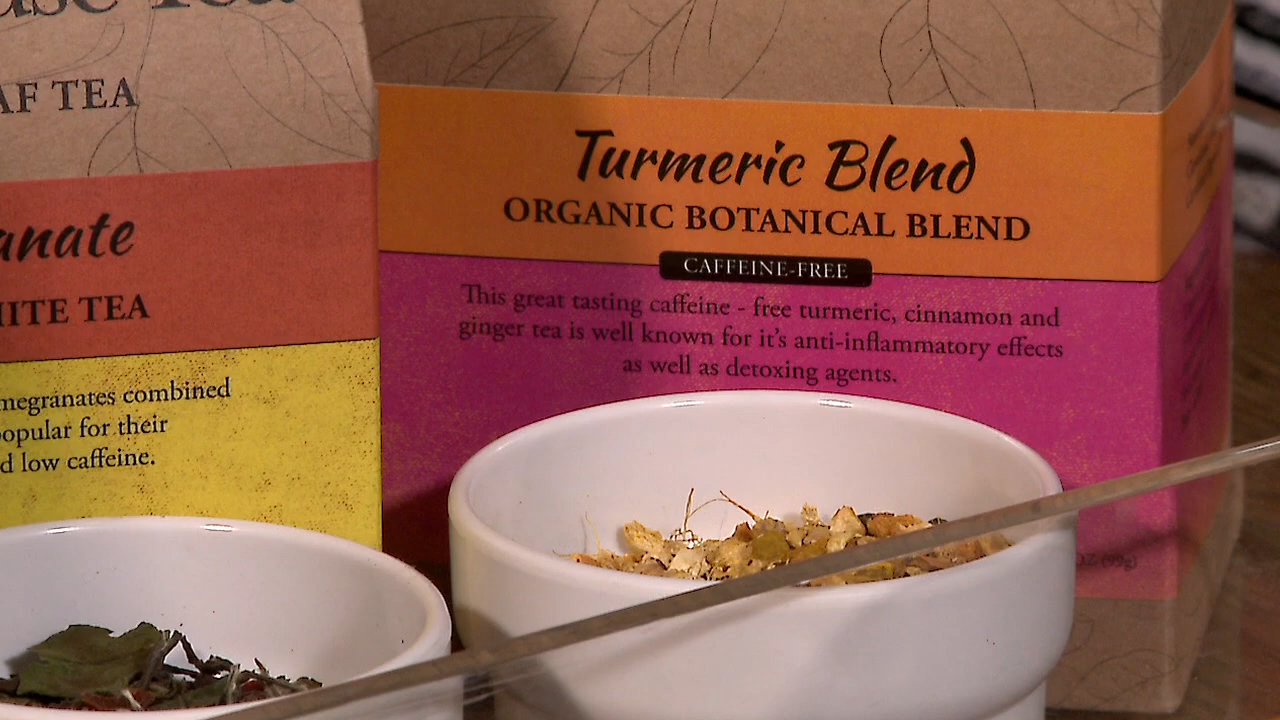 AF TEA
anate
ITE TEA
megranates combined
popular for their
d low caffeine.
Turmeric Blend
ORGANIC BOTANICAL BLEND
CAFFEINE-FREE
This great tasting caffeine - free turmeric, cinnamon and
ginger tea is well known for it's anti-inflammatory effects
as well as detoxing agents.